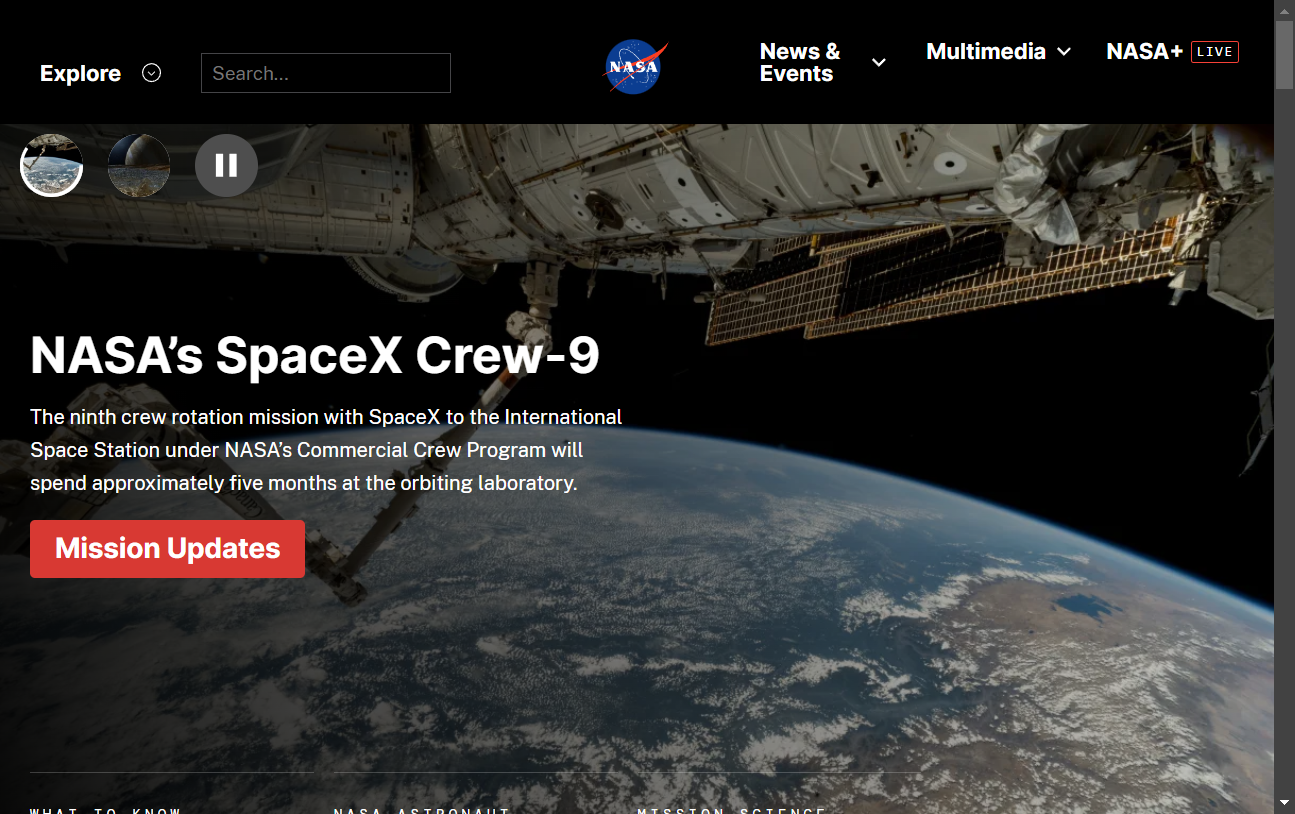 Explore
Search...
NASA
News &
Events
Multimedia
NASA+ LIVE
NASA's SpaceX Crew-9
The ninth crew rotation mission with SpaceX to the International
Space Station under NASA's Commercial Crew Program will
spend approximately five months at the orbiting laboratory.
Mission Updates
WHAT TO KNOW
NASA ASTRONAUT
MISSION SCIENCE